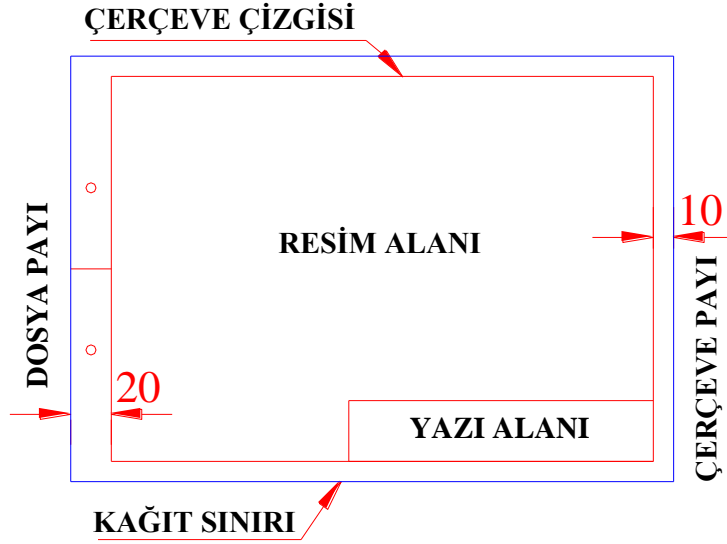 ÇERÇEVE ÇİZGİSİ
10
RESİM ALANI
DOSYA PAYI
ÇERÇEVE PAYI
20
YAZI ALANI
KAĞIT SINIRI